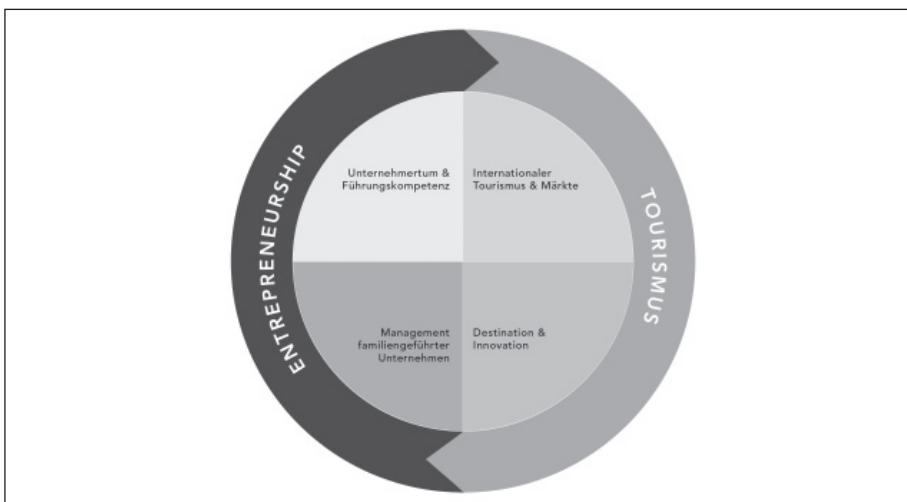 ENTREPRENEURSHIP
Unternehmertum &
Führungskompetenz
Internationaler
Tourismus & Märkte
TOURISMUS
Management
familiengeführter
Unternehmen
Destination &
Innovation